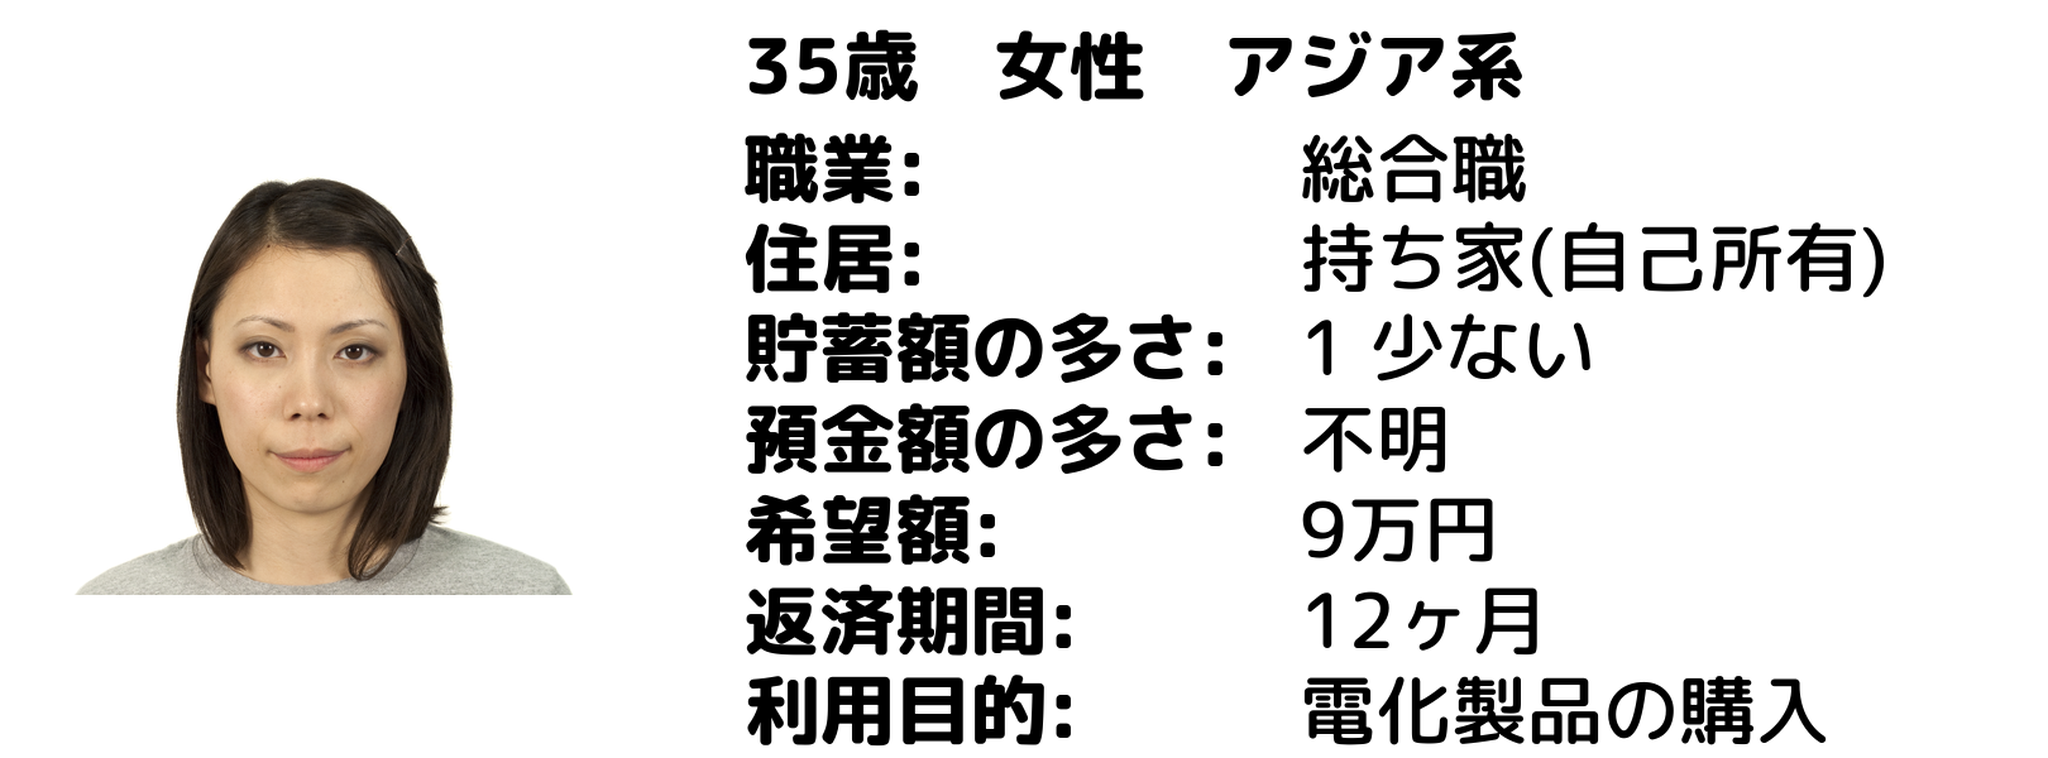 35歳　女性　アジア系
職業:　総合職
住居:　持ち家(自己所有)
貯蓄額の多さ:　1 少ない
預金額の多さ:　不明
希望額:　9万円
返済期間:　12ヶ月
利用目的:　電化製品の購入